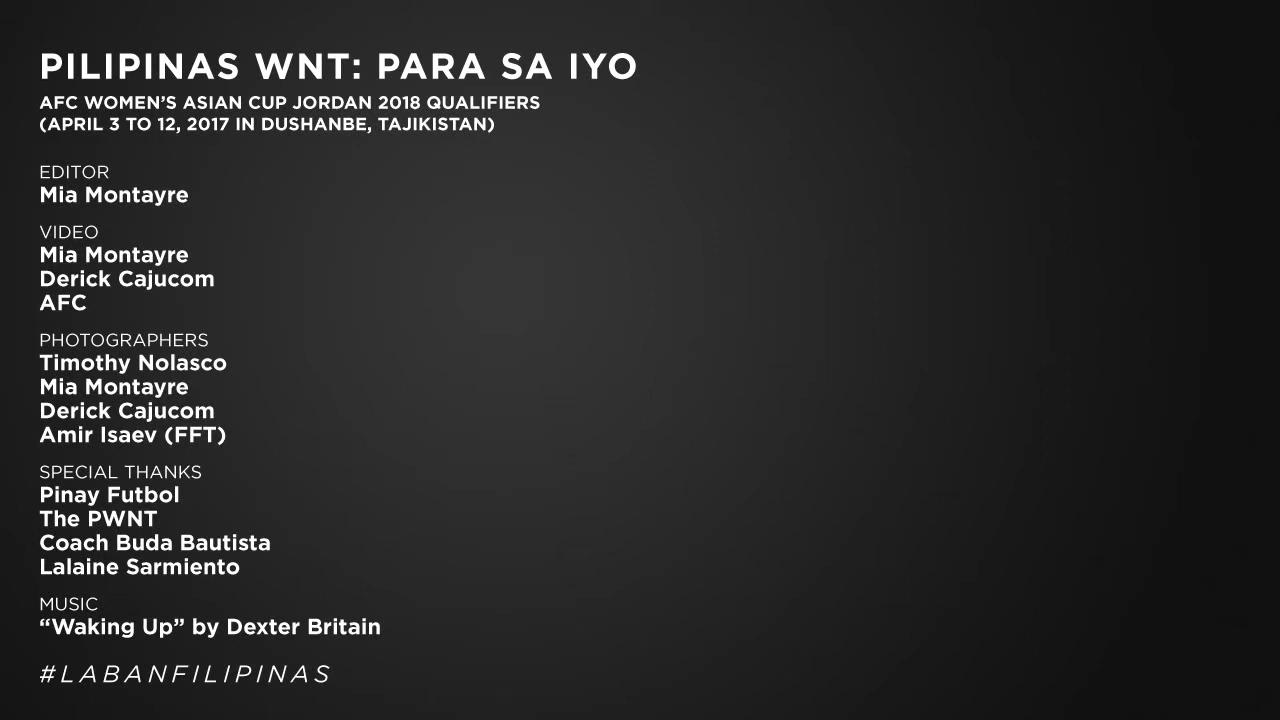 PILIPINAS WNT: PARA SA IYO
AFC WOMEN’S ASIAN CUP JORDAN 2018 QUALIFIERS
(APRIL 3 TO 12, 2017 IN DUSHANBE, TAJIKISTAN)
EDITOR
Mia Montayre
VIDEO
Mia Montayre
Derick Cajucom
AFC
PHOTOGRAPHERS
Timothy Nolasco
Mia Montayre
Derick Cajucom
Amir Isaev (FFT)
SPECIAL THANKS
Pinay Futbol
The PWNT
Coach Buda Bautista
Lalaine Sarmiento
MUSIC
“Waking Up” by Dexter Britain
#LABANFILIPINAS